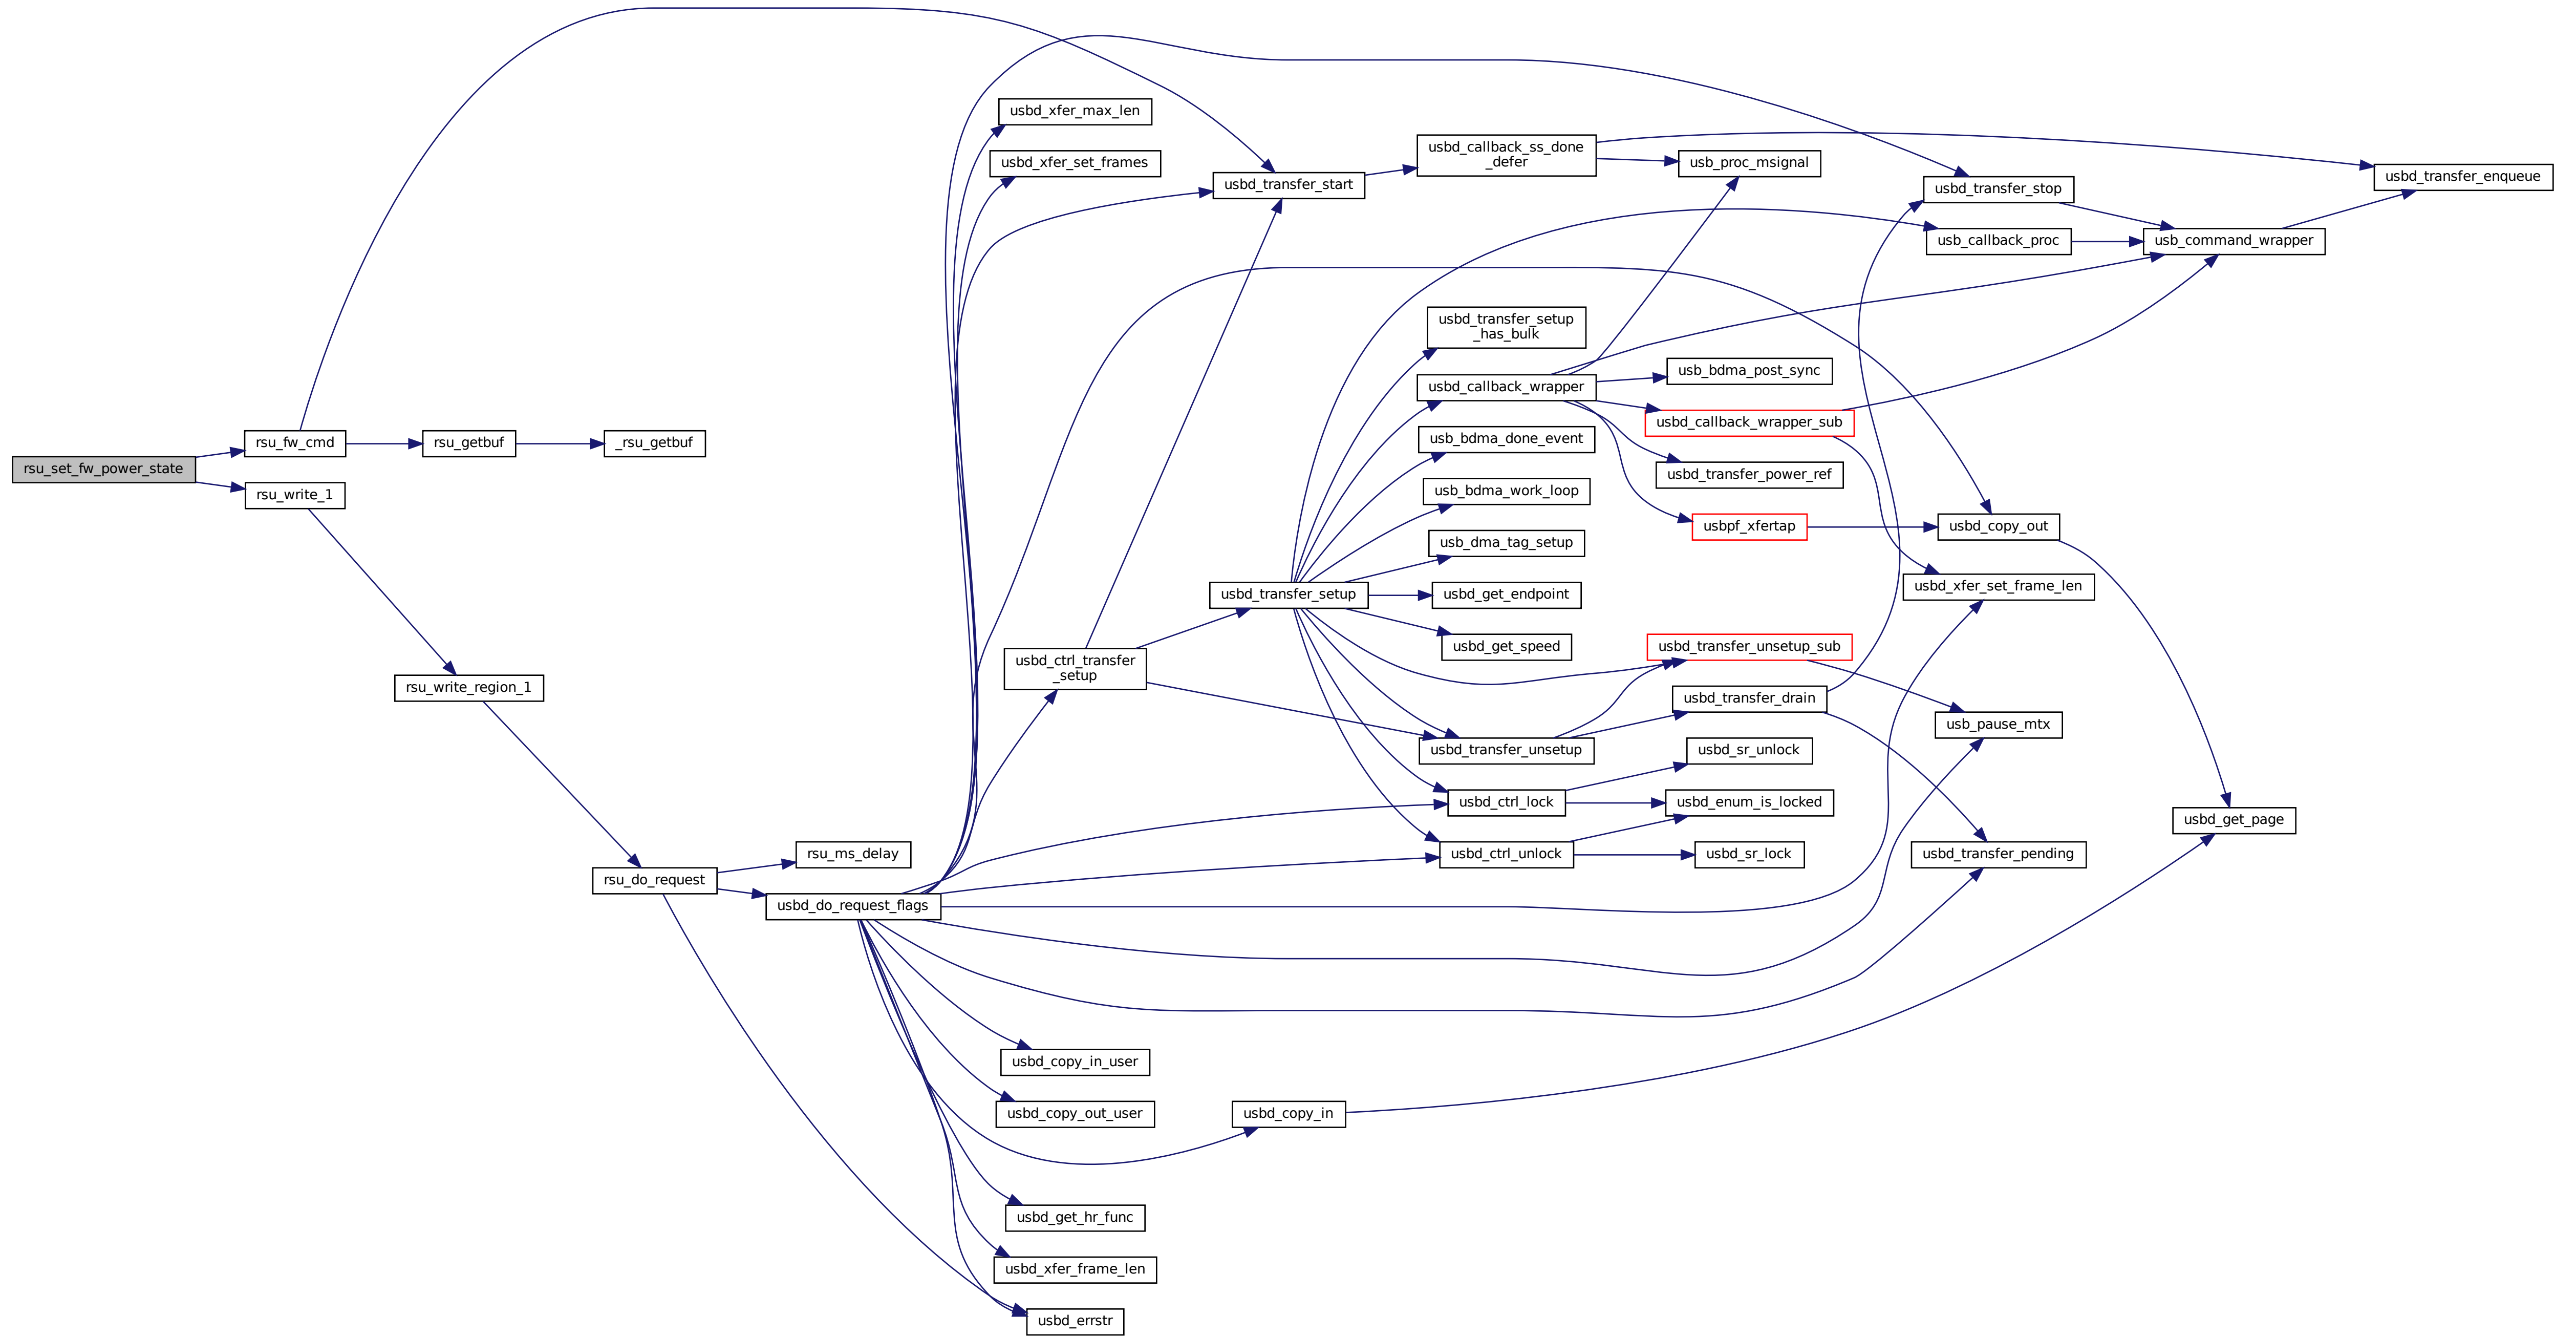 usbd_xfer_max_len
usbd_xfer_set_frames
usbd_callback_ss_done
_defer
usb_proc_msignal
usbd_transfer_enqueue
usbd_transfer_start
usbd_transfer_stop
usb_callback_proc
usb_command_wrapper
usbd_transfer_setup
_has_bulk
usb_bdma_post_sync
usbd_callback_wrapper
usbd_callback_wrapper_sub
rsu_fw_cmd
rsu_getbuf
_rsu_getbuf
usb_bdma_done_event
rsu_set_fw_power_state
usbd_transfer_power_ref
rsu_write_1
usb_bdma_work_loop
usbpf_xfertap
usbd_copy_out
usb_dma_tag_setup
usbd_xfer_set_frame_len
usbd_transfer_setup
usbd_get_endpoint
usbd_get_speed
usbd_transfer_unsetup_sub
usbd_ctrl_transfer
_setup
rsu_write_region_1
usbd_transfer_drain
usb_pause_mtx
usbd_transfer_unsetup
usbd_sr_unlock
usbd_ctrl_lock
usbd_enum_is_locked
usbd_get_page
rsu_ms_delay
usbd_ctrl_unlock
usbd_sr_lock
usbd_transfer_pending
rsu_do_request
usbd_do_request_flags
usbd_copy_in_user
usbd_copy_out_user
usbd_copy_in
usbd_get_hr_func
usbd_xfer_frame_len
usbd_errstr